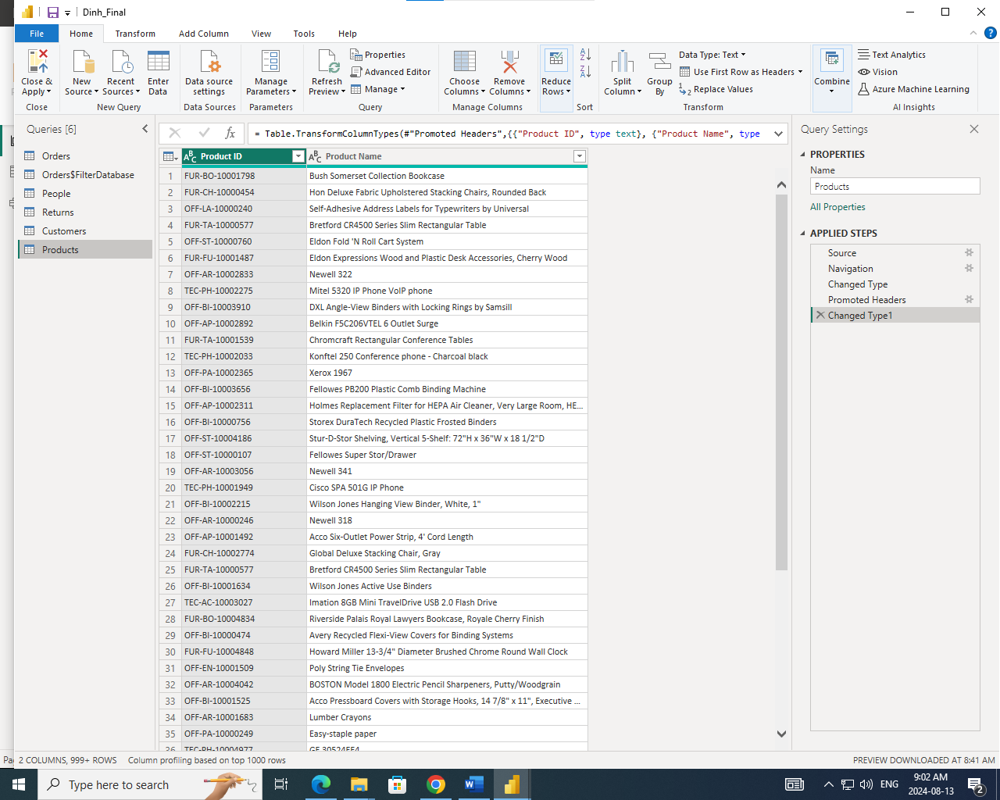 Dinh_Final
File Home Transform Add Column View Tools Help
Close & Apply
New Source
Recent Sources
Enter Data
Data source settings
Manage Parameters
Refresh Preview
Properties
Advanced Editor
Manage
Choose Columns
Remove Columns
Reduce Rows
Split Column
Group By
Data Type: Text
Use First Row as Headers
Replace Values
Combine
Text Analytics
Vision
Azure Machine Learning
Close New Query Data Sources Parameters Query Manage Columns Sort Transform AI Insights
Queries [6]
Orders
Orders$FilterDatabase
People
Returns
Customers
Products
= Table.TransformColumnTypes(#"Promoted Headers",{{"Product ID", type text}, {"Product Name", type
Product ID Product Name
1 FUR-BO-10001798 Bush Somerset Collection Bookcase
2 FUR-CH-10000454 Hon Deluxe Fabric Upholstered Stacking Chairs, Rounded Back
3 OFF-LA-10000240 Self-Adhesive Address Labels for Typewriters by Universal
4 FUR-TA-10000577 Bretford CR4500 Series Slim Rectangular Table
5 OFF-ST-10000760 Eldon Fold 'N Roll Cart System
6 FUR-FU-10001487 Eldon Expressions Wood and Plastic Desk Accessories, Cherry Wood
7 OFF-AR-10002833 Newell 322
8 TEC-PH-10002275 Mitel 5320 IP Phone VoIP phone
9 OFF-BI-10003910 DXL Angle-View Binders with Locking Rings by Samsill
10 OFF-AP-10002892 Belkin F5C206VTEL 6 Outlet Surge
11 FUR-TA-10001539 Chromcraft Rectangular Conference Tables
12 TEC-PH-10002033 Konftel 250 Conference phone - Charcoal black
13 OFF-PA-10002365 Xerox 1967
14 OFF-BI-10003656 Fellowes PB200 Plastic Comb Binding Machine
15 OFF-AP-10002311 Holmes Replacement Filter for HEPA Air Cleaner, Very Large Room, HE...
16 OFF-BI-10000756 Storex DuraTech Recycled Plastic Frosted Binders
17 OFF-ST-10004186 Stur-D-Stor Shelving, Vertical 5-Shelf: 72"H x 36"W x 18 1/2"D
18 OFF-ST-10000107 Fellowes Super Stor/Drawer
19 OFF-AR-10003056 Newell 341
20 TEC-PH-10001949 Cisco SPA 501G IP Phone
21 OFF-BI-10002215 Wilson Jones Hanging View Binder, White, 1"
22 OFF-AR-10000246 Newell 318
23 OFF-AP-10001492 Acco Six-Outlet Power Strip, 4' Cord Length
24 FUR-CH-10002774 Global Deluxe Stacking Chair, Gray
25 FUR-TA-10000577 Bretford CR4500 Series Slim Rectangular Table
26 OFF-BI-10001634 Wilson Jones Active Use Binders
27 TEC-AC-10003027 Imation 8GB Mini TravelDrive USB 2.0 Flash Drive
28 FUR-BO-10004834 Riverside Palais Royal Lawyers Bookcase, Royale Cherry Finish
29 OFF-BI-10000474 Avery Recycled Flexi-View Covers for Binding Systems
30 FUR-FU-10004848 Howard Miller 13-3/4" Diameter Brushed Chrome Round Wall Clock
31 OFF-EN-10001509 Poly String Tie Envelopes
32 OFF-AR-10004042 BOSTON Model 1800 Electric Pencil Sharpeners, Putty/Woodgrain
33 OFF-BI-10001525 Acco Pressboard Covers with Storage Hooks, 14 7/8" x 11", Executive ...
34 OFF-AR-10001683 Lumber Crayons
35 OFF-PA-10000249 Easy-staple paper
36 TEC-PH-10004977 GE 30524EE4
Query Settings
PROPERTIES
Name
Products
All Properties
APPLIED STEPS
Source
Navigation
Changed Type
Promoted Headers
Changed Type1
2 COLUMNS, 999+ ROWS Column profiling based on top 1000 rows PREVIEW DOWNLOADED AT 8:41 AM
Type here to search
ENG
9:02 AM
2024-08-13
2